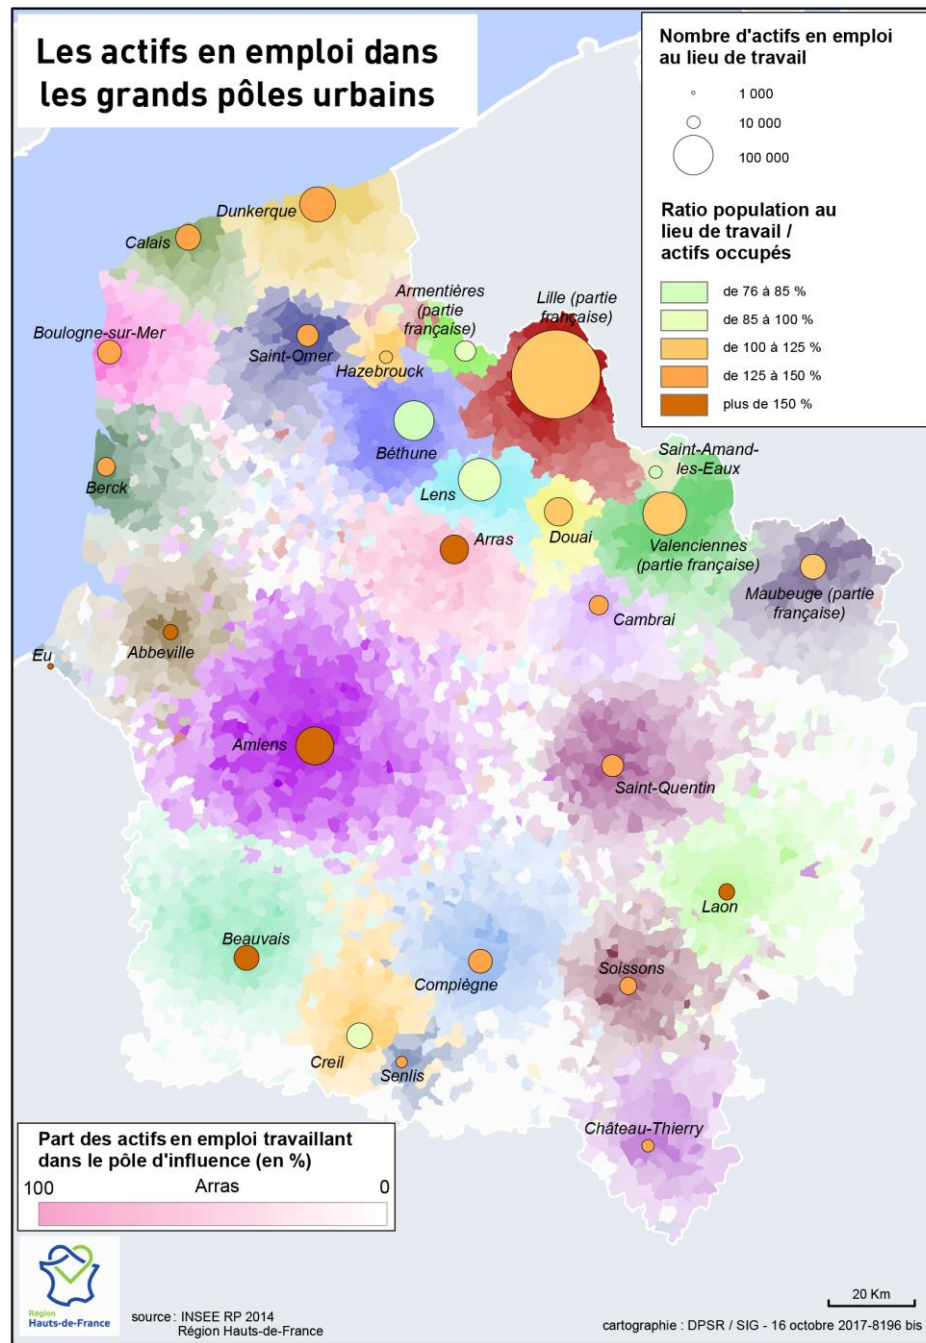 Les actifs en emploi dans
les grands pôles urbains
Nombre d'actifs en emploi
au lieu de travail
1 000
10 000
100 000
Ratio population au
lieu de travail /
actifs occupés
de 76 à 85 %
de 85 à 100 %
de 100 à 125 %
de 125 à 150 %
plus de 150 %
Dunkerque
Calais
Armentières
(partie
française)
Lille (partie
française)
Boulogne-sur-Mer
Saint-Omer
Hazebrouck
Béthune
Saint-Amand-
les-Eaux
Berck
Lens
Arras
Douai
Valenciennes
(partie française)
Maubeuge (partie
française)
Cambrai
Abbeville
Eu
Amiens
Saint-Quentin
Laon
Beauvais
Compiègne
Soissons
Creil
Senlis
Château-Thierry
Part des actifs en emploi travaillant
dans le pôle d'influence (en %)
100 Arras 0
Région
Hauts-de-France
source : INSEE RP 2014
Région Hauts-de-France
20 Km
cartographie : DPSR / SIG - 16 octobre 2017-8196 bis